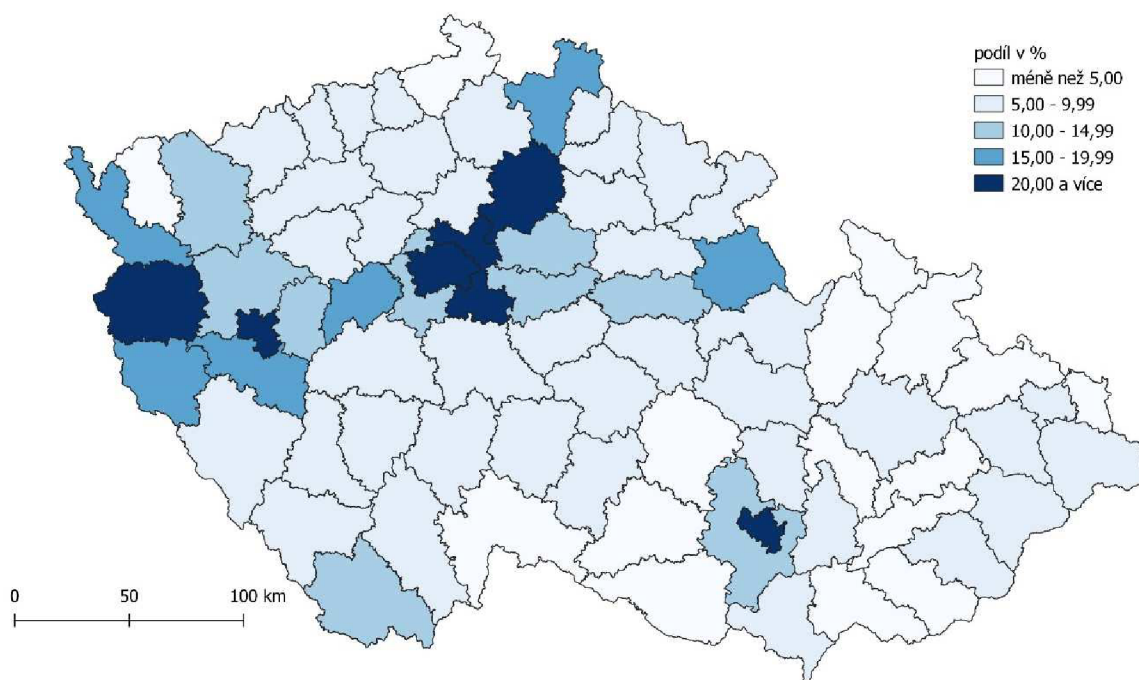 podíl v %
méně než 5,00
5,00 - 9,99
10,00 - 14,99
15,00 - 19,99
20,00 a více
0 50 100 km